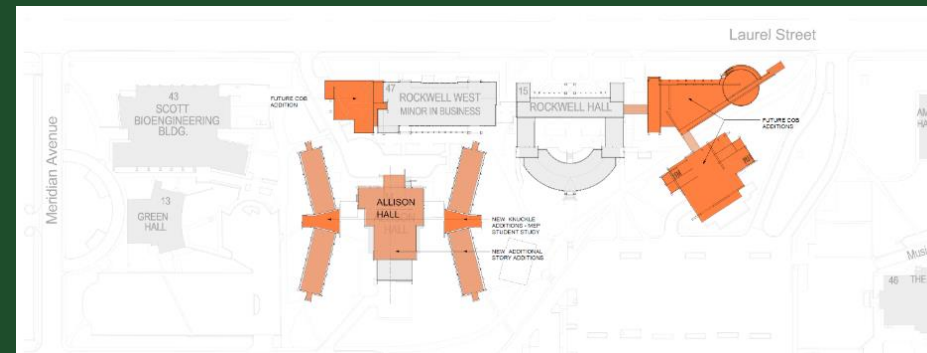 Laurel Street
Meridian Avenue
43
SCOTT
BIOENGINEERING
BLDG.
13
GREEN
HALL
FUTURE COB
ADDITION
47
ROCKWELL WEST
MINOR IN BUSINESS
15
ROCKWELL HALL
FUTURE COB
ADDITIONS
ALLISON
HALL
HALL
NEW KNUCKLE
ADDITIONS - MEP
STUDENT STUDY
NEW ADDITIONAL
STORY ADDITIONS
46 THE